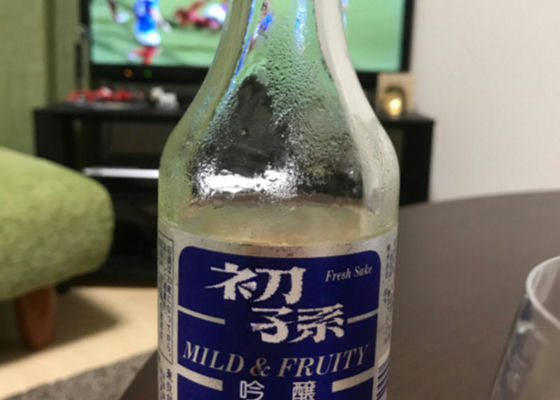 初孫
Fresh Sake
MILD & FRUITY
吟醸